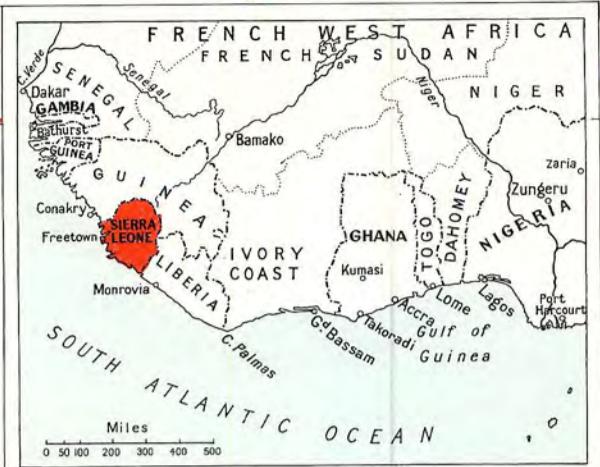 FRENCH WEST AFRICA
FRENCH SUDAN
C. Verde
SENEGAL
Senegal
Dakar
GAMBIA
Bathurst
PORT
GUINEA
Bamako
Niger
NIGER
GUINEA
Zaria
Zungeru
NIGERIA
Conakry
Freetown
SIERRA
LEONE
LIBERIA
Monrovia
IVORY
COAST
GHANA
Kumasi
TOGO
DAHOMEY
C. Palmas
Gd Bassam
Takoradi
Accra
Lome
Lagos
Port
Harcourt
Gulf of
Guinea
SOUTH ATLANTIC OCEAN
Miles
0 50 100 200 300 400 500